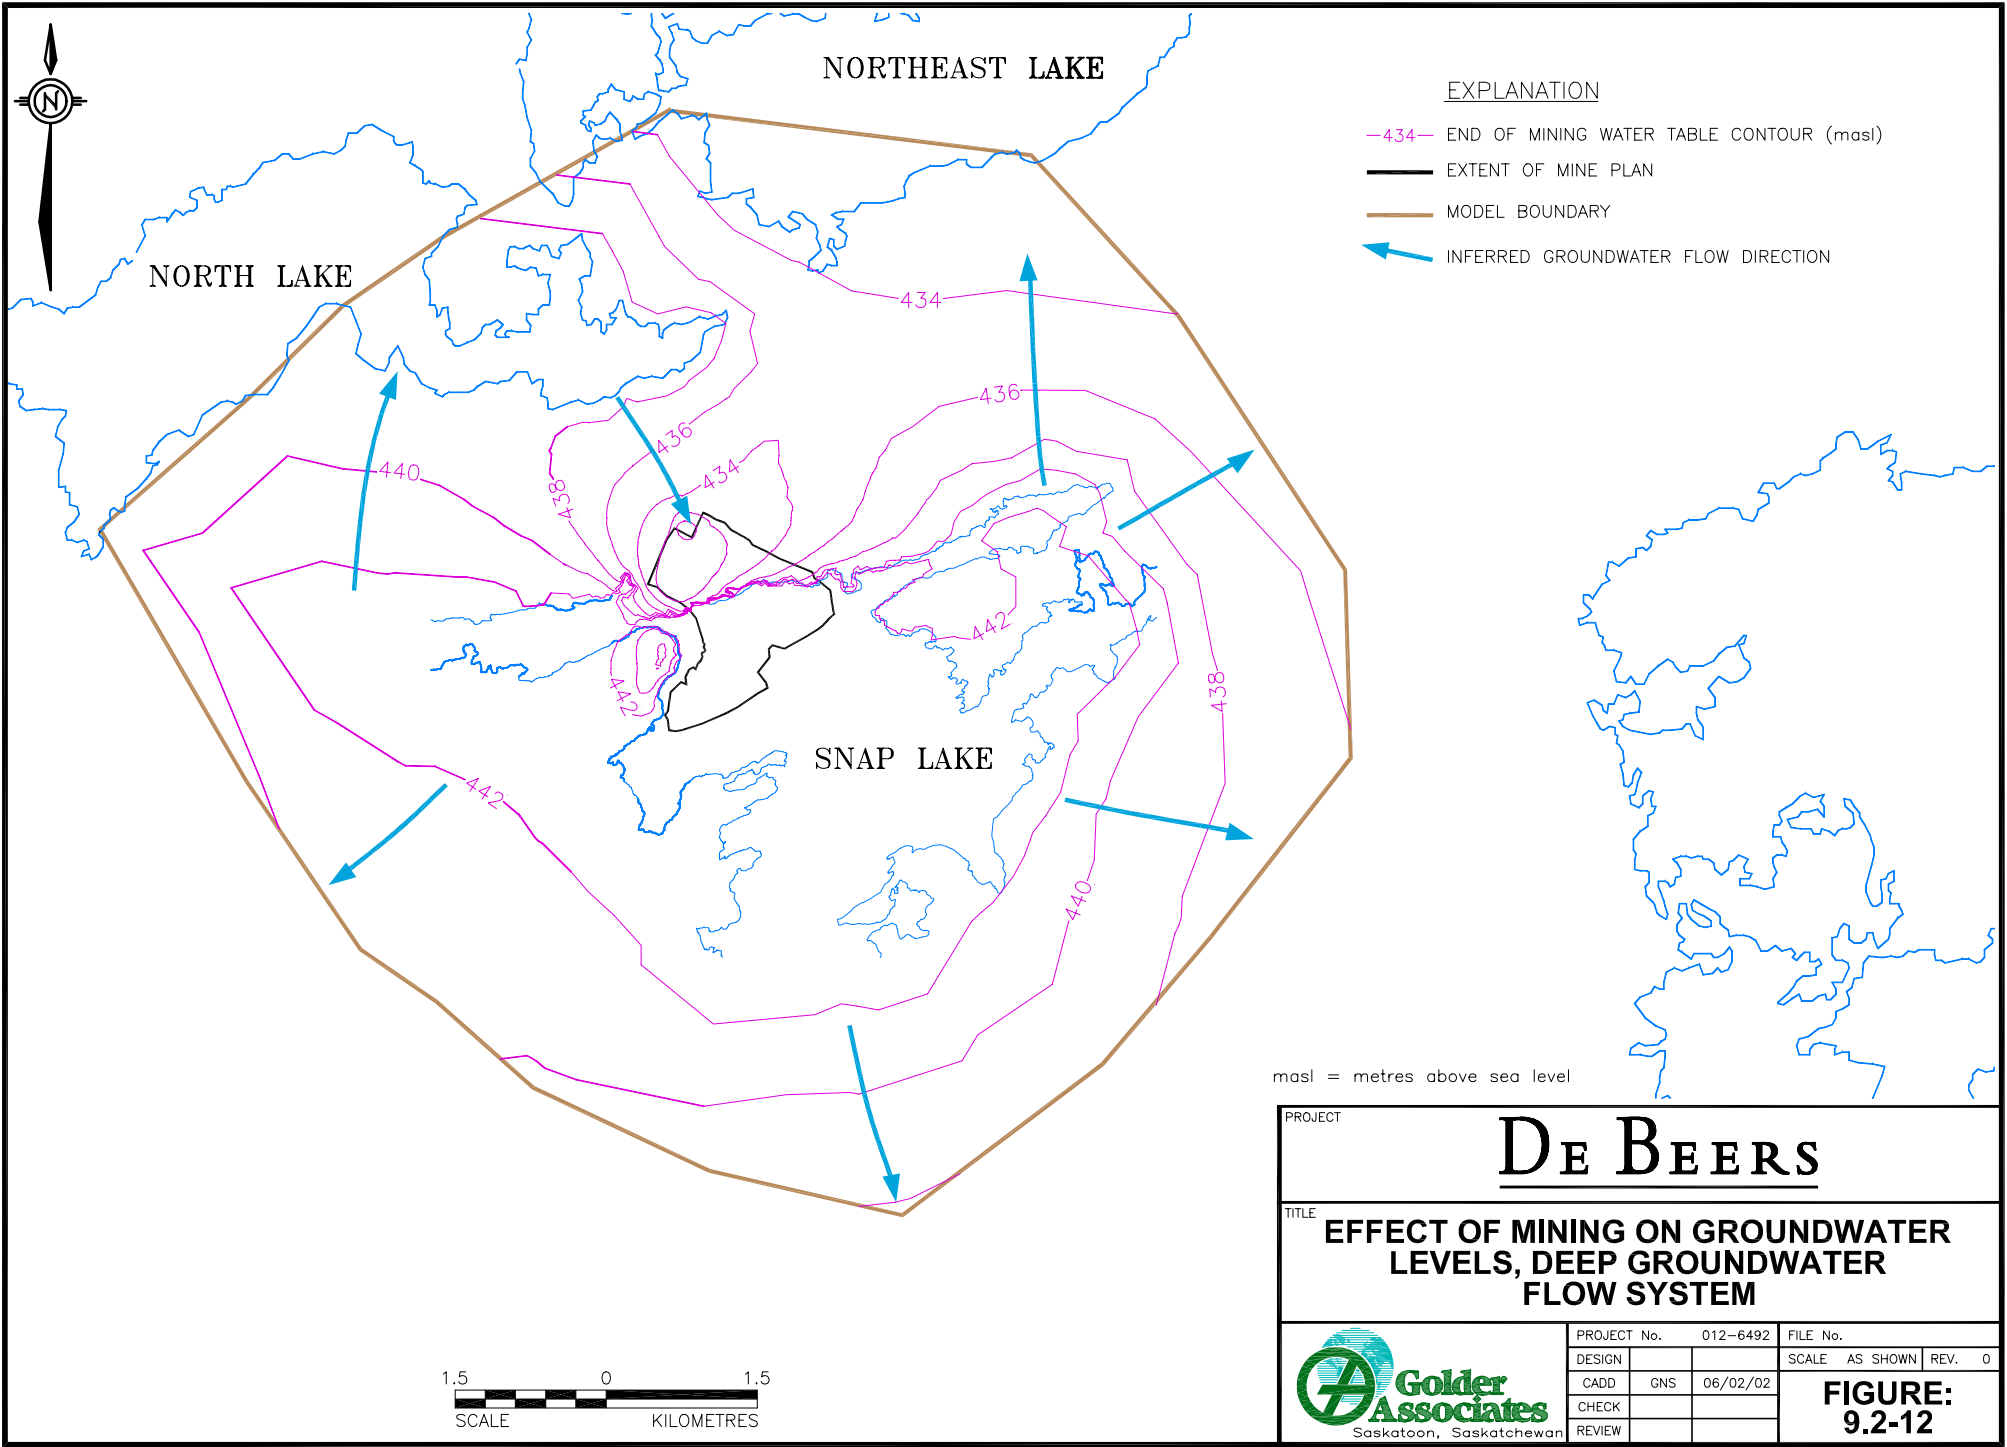 NORTHEAST LAKE
EXPLANATION
—434— END OF MINING WATER TABLE CONTOUR (masl)
EXTENT OF MINE PLAN
MODEL BOUNDARY
INFERRED GROUNDWATER FLOW DIRECTION
N
NORTH LAKE
434
436
436
440
434
438
442
442
438
SNAP LAKE
442
440
masl = metres above sea level
PROJECT
DE BEERS
TITLE
EFFECT OF MINING ON GROUNDWATER
LEVELS, DEEP GROUNDWATER
FLOW SYSTEM
1.5 0 1.5
SCALE KILOMETRES
Golder
Associates
Saskatoon, Saskatchewan
PROJECT No. 012-6492 FILE No.
DESIGN SCALE AS SHOWN REV. 0
CADD GNS 06/02/02
CHECK
REVIEW
FIGURE:
9.2-12